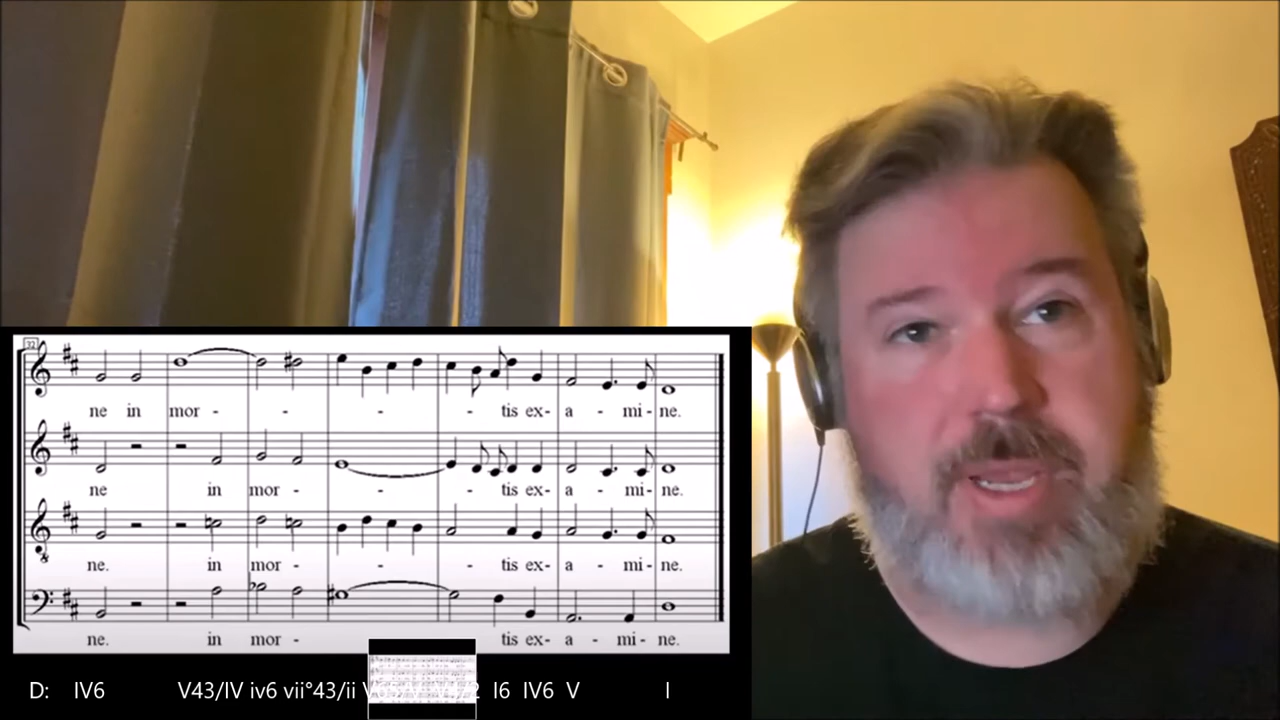 32
ne in mor - - - - tis ex - a - mi - ne.
ne in mor - - - tis ex - a - mi - ne.
ne. in mor - - - tis ex - a - mi - ne.
ne. in mor - tis ex - a - mi - ne.
D: IV6 V43/IV iv6 vii°43/ii I6 IV6 V I